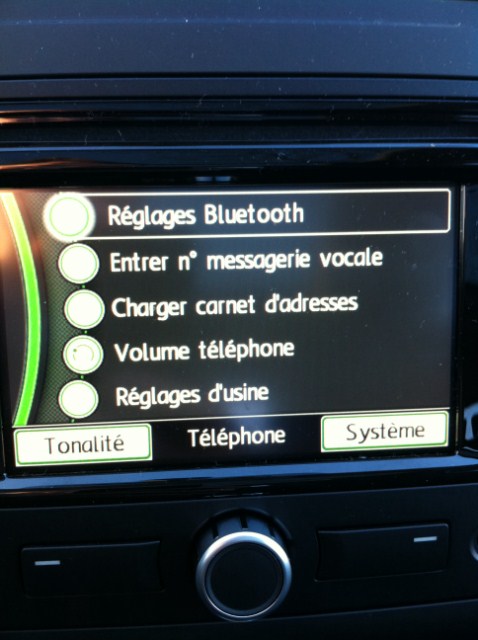 Réglages Bluetooth
Entrer n° messagerie vocale
Charger carnet d'adresses
Volume téléphone
Réglages d'usine
Tonalité Téléphone Système